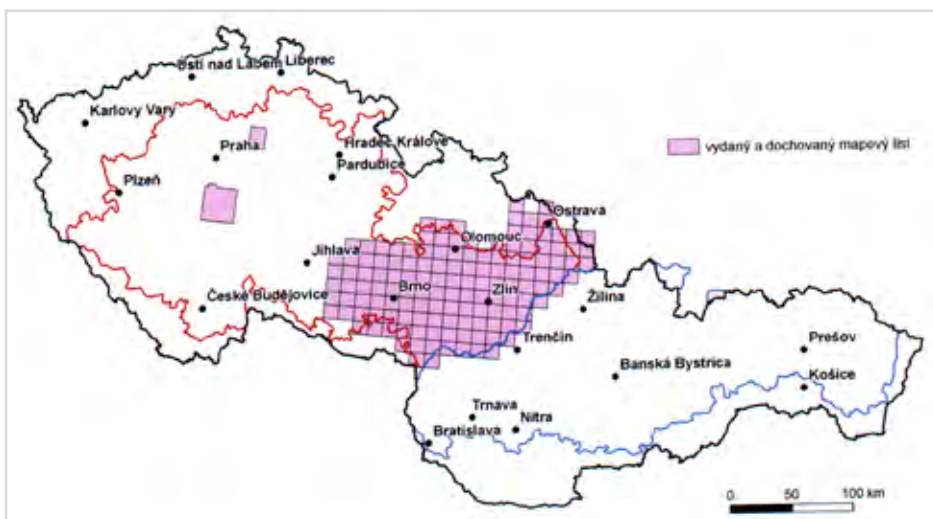 Ústí nad Labem
Liberec
Karlovy Vary
Hradec Králové
Praha
Pardubice
vydaný a dochovaný mapový list
Plzeň
Ostrava
Olomouc
Jihlava
Brno
Zlín
České Budějovice
Žilina
Trenčín
Prešov
Banská Bystrica
Košice
Trnava
Nitra
Bratislava
0 50 100 km